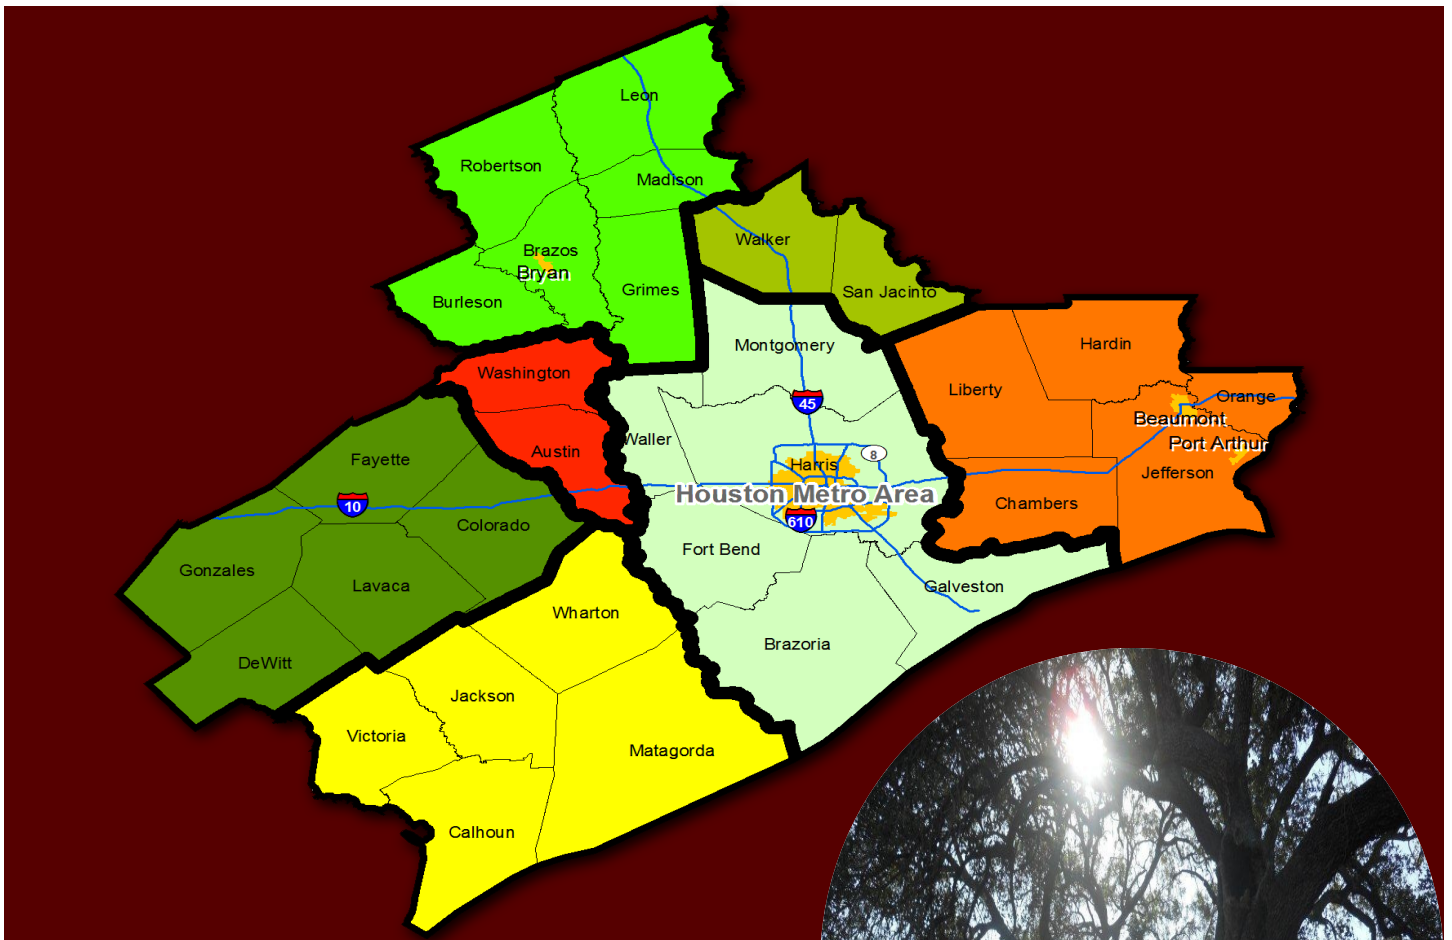 Leon
Robertson
Madison
Brazos
Bryan
Burleson
Grimes
Walker
San Jacinto
Montgomery
45
Hardin
Liberty
Orange
Beaumont
Port Arthur
Jefferson
Chambers
Washington
Austin
Waller
Harris
8
Houston Metro Area
610
Fort Bend
Galveston
Brazoria
Fayette
10
Colorado
Gonzales
Lavaca
DeWitt
Wharton
Jackson
Victoria
Matagorda
Calhoun